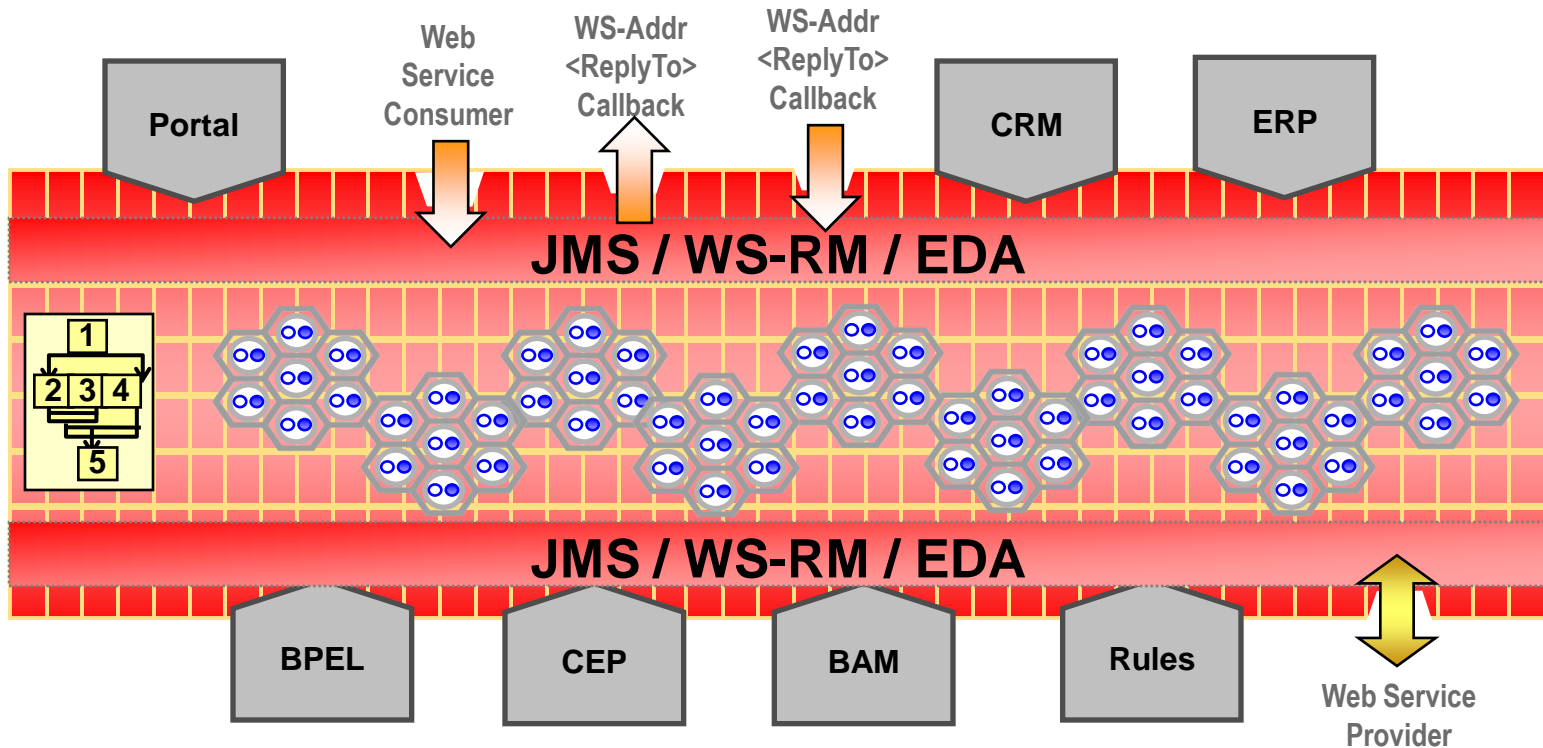 Web
Service
Consumer
WS-Addr
<ReplyTo>
Callback
WS-Addr
<ReplyTo>
Callback
Portal
CRM
ERP
JMS / WS-RM / EDA
1
2 3 4
5
JMS / WS-RM / EDA
BPEL
CEP
BAM
Rules
Web Service
Provider